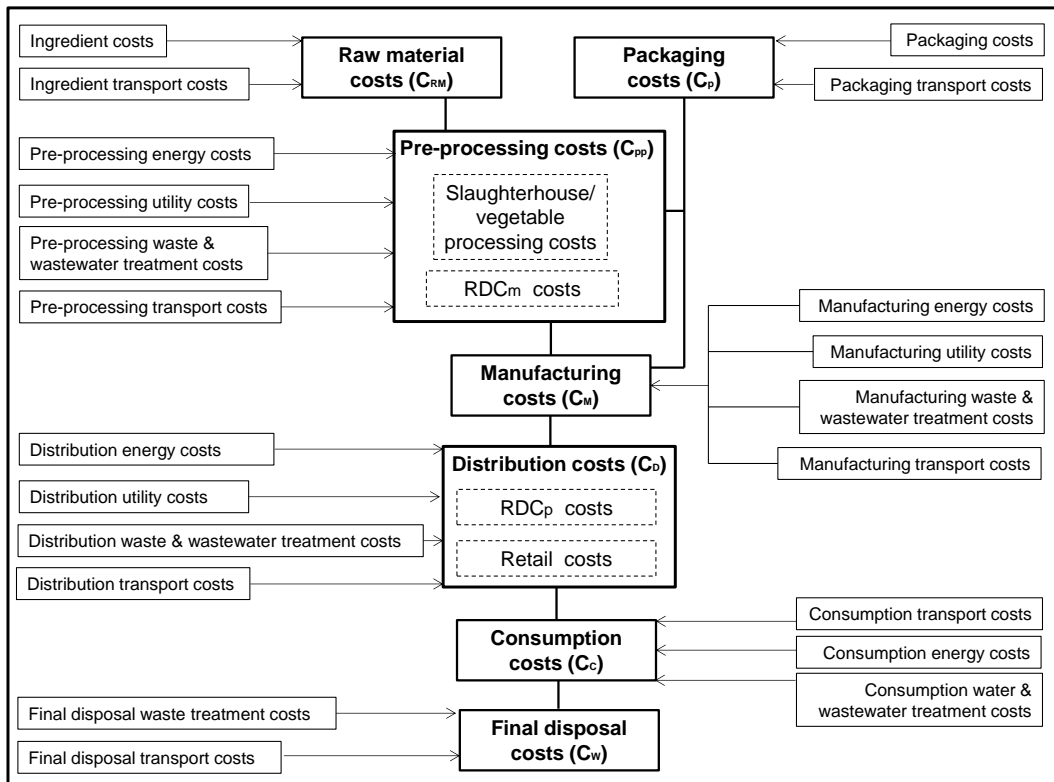 Ingredient costs
Ingredient transport costs
Raw material
costs (CRM)
Packaging
costs (Cp)
Packaging costs
Packaging transport costs
Pre-processing energy costs
Pre-processing utility costs
Pre-processing waste &
wastewater treatment costs
Pre-processing transport costs
Pre-processing costs (Cpp)
Slaughterhouse/
vegetable
processing costs
RDCm costs
Manufacturing
costs (CM)
Manufacturing energy costs
Manufacturing utility costs
Manufacturing waste &
wastewater treatment costs
Manufacturing transport costs
Distribution energy costs
Distribution utility costs
Distribution waste & wastewater treatment costs
Distribution transport costs
Distribution costs (CD)
RDCp costs
Retail costs
Consumption
costs (CC)
Consumption transport costs
Consumption energy costs
Consumption water &
wastewater treatment costs
Final disposal waste treatment costs
Final disposal transport costs
Final disposal
costs (CW)